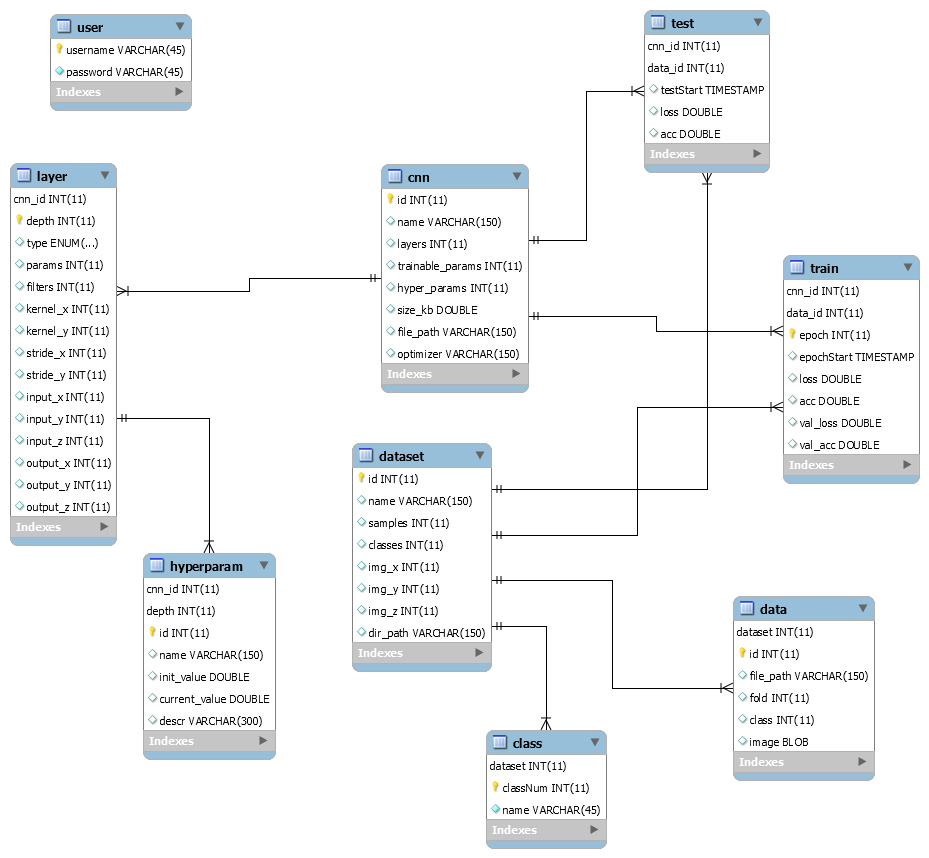 user
username VARCHAR(45)
password VARCHAR(45)
Indexes
test
cnn_id INT(11)
data_id INT(11)
testStart TIMESTAMP
loss DOUBLE
acc DOUBLE
Indexes
layer
cnn_id INT(11)
depth INT(11)
type ENUM(...)
params INT(11)
filters INT(11)
kernel_x INT(11)
kernel_y INT(11)
stride_x INT(11)
stride_y INT(11)
input_x INT(11)
input_y INT(11)
input_z INT(11)
output_x INT(11)
output_y INT(11)
output_z INT(11)
Indexes
cnn
id INT(11)
name VARCHAR(150)
layers INT(11)
trainable_params INT(11)
hyper_params INT(11)
size_kb DOUBLE
file_path VARCHAR(150)
optimizer VARCHAR(150)
Indexes
train
cnn_id INT(11)
data_id INT(11)
epoch INT(11)
epochStart TIMESTAMP
loss DOUBLE
acc DOUBLE
val_loss DOUBLE
val_acc DOUBLE
Indexes
dataset
id INT(11)
name VARCHAR(150)
samples INT(11)
classes INT(11)
img_x INT(11)
img_y INT(11)
img_z INT(11)
dir_path VARCHAR(150)
Indexes
hyperparam
cnn_id INT(11)
depth INT(11)
id INT(11)
name VARCHAR(150)
init_value DOUBLE
current_value DOUBLE
descr VARCHAR(300)
Indexes
data
dataset INT(11)
id INT(11)
file_path VARCHAR(150)
fold INT(11)
class INT(11)
image BLOB
Indexes
class
dataset INT(11)
classNum INT(11)
name VARCHAR(45)
Indexes